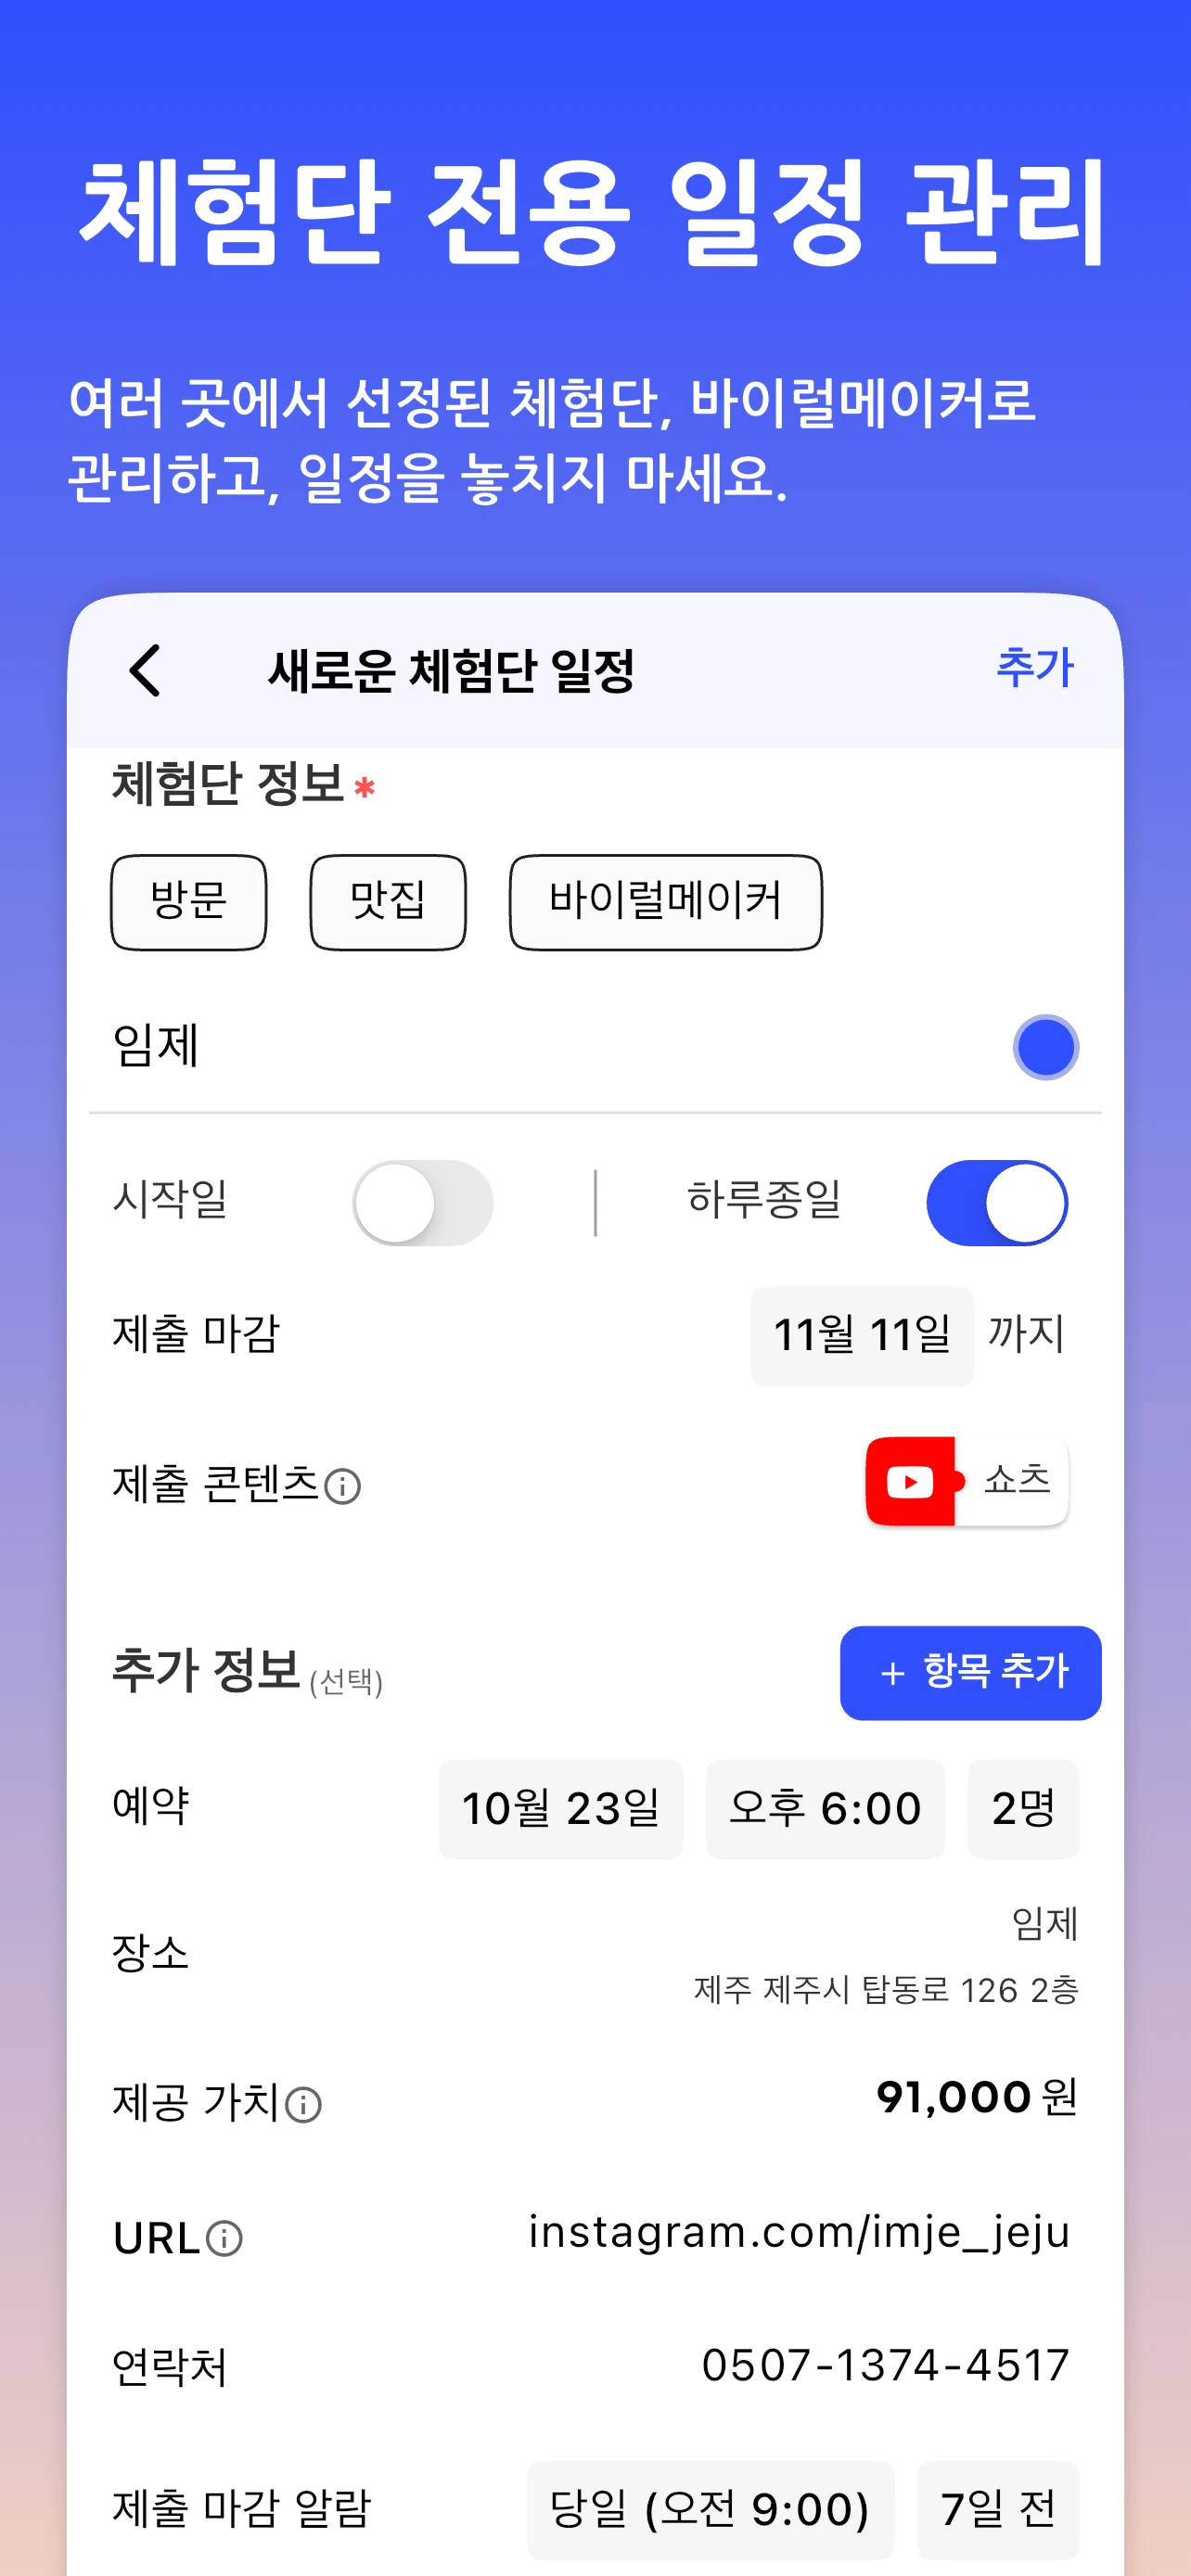 체험단 전용 일정 관리
여러 곳에서 선정된 체험단, 바이럴메이커로
관리하고, 일정을 놓치지 마세요.
새로운 체험단 일정 추가
체험단 정보*
방문 맛집 바이럴메이커
임제
시작일 하루종일
제출 마감 11월 11일 까지
제출 콘텐츠 쇼츠
추가 정보 (선택) + 항목 추가
예약 10월 23일 오후 6:00 2명
장소 임제
제주 제주시 탑동로 126 2층
제공 가치 91,000 원
URL instagram.com/imje_jeju
연락처 0507-1374-4517
제출 마감 알람 당일 (오전 9:00) 7일 전